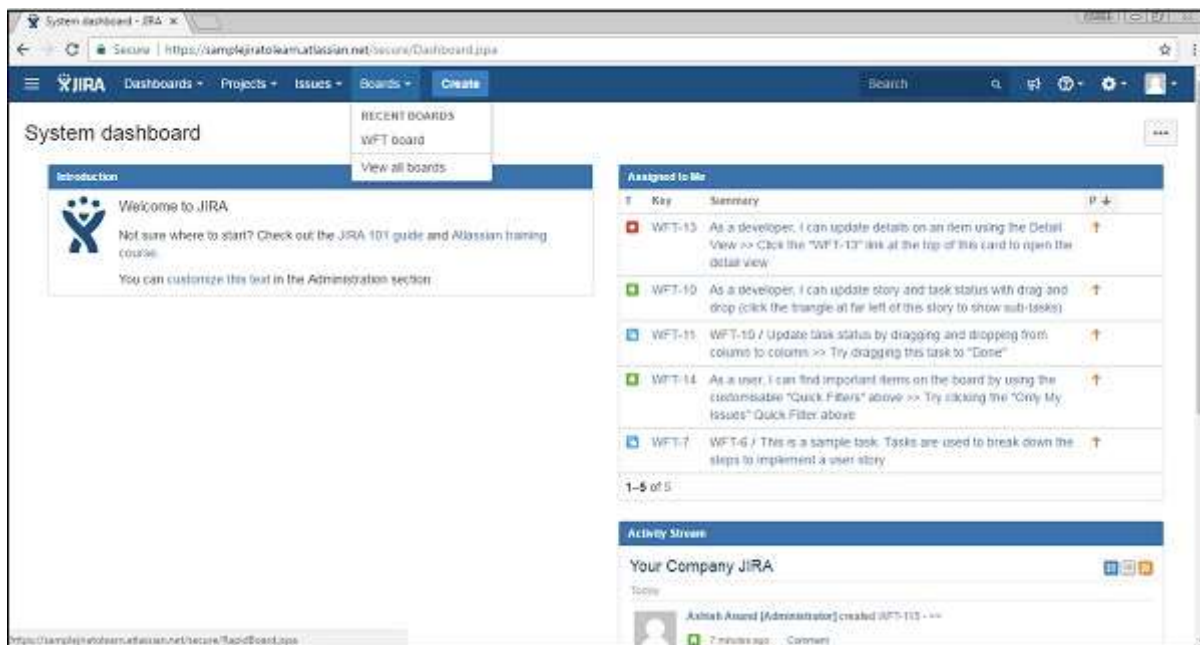 System dashboard - JIRA
Secure | https://samplejiratolearn.atlassian.net/secure/Dashboard.jspa
JIRA Dashboards Projects Issues Boards Create Search
RECENT BOARDS
System dashboard
WFT board
View all boards
Introduction
Welcome to JIRA
Not sure where to start? Check out the JIRA 101 guide and Atlassian training
course.
You can customize this text in the Administration section
Assigned to Me
T Key Summary P
WFT-13 As a developer, I can update details on an item using the Detail
View >> Click the "WFT-13" link at the top of this card to open the
detail view
WFT-10 As a developer, I can update story and task status with drag and
drop (click the triangle at far left of this story to show sub-tasks)
WFT-11 WFT-10 / Update task status by dragging and dropping from
column to column >> Try dragging this task to "Done"
WFT-14 As a user, I can find important items on the board by using the
customisable "Quick Filters" above >> Try clicking the "Only My
Issues" Quick Filter above
WFT-7 WFT-6 / This is a sample task. Tasks are used to break down the
steps to implement a user story
1–5 of 5
Activity Stream
Your Company JIRA
Today
Ashish Anand [Administrator] created WFT-115 -
7 minutes ago Comment
https://samplejiratolearn.atlassian.net/secure/RapidBoard.jspa